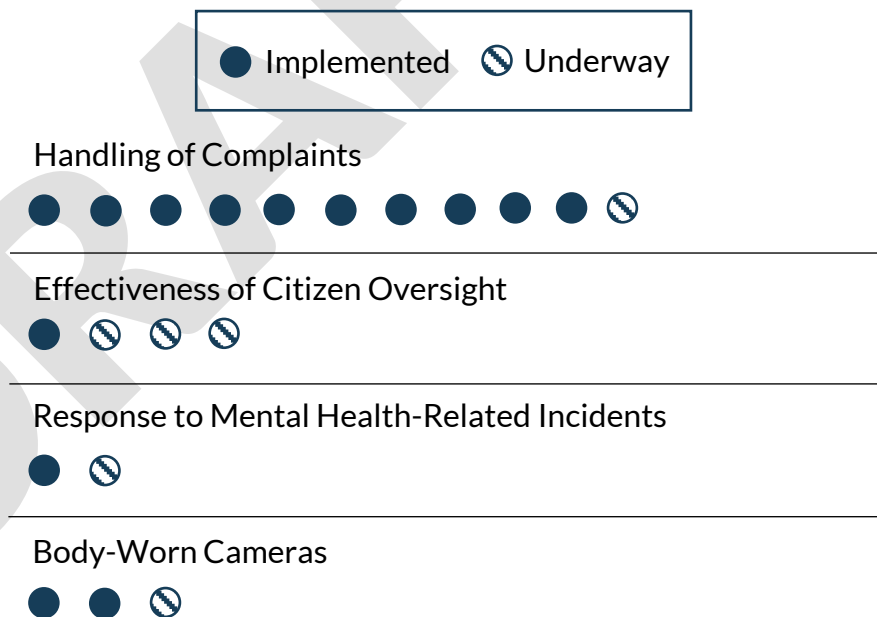 Implemented Underway
Handling of Complaints
Effectiveness of Citizen Oversight
Response to Mental Health-Related Incidents
Body-Worn Cameras